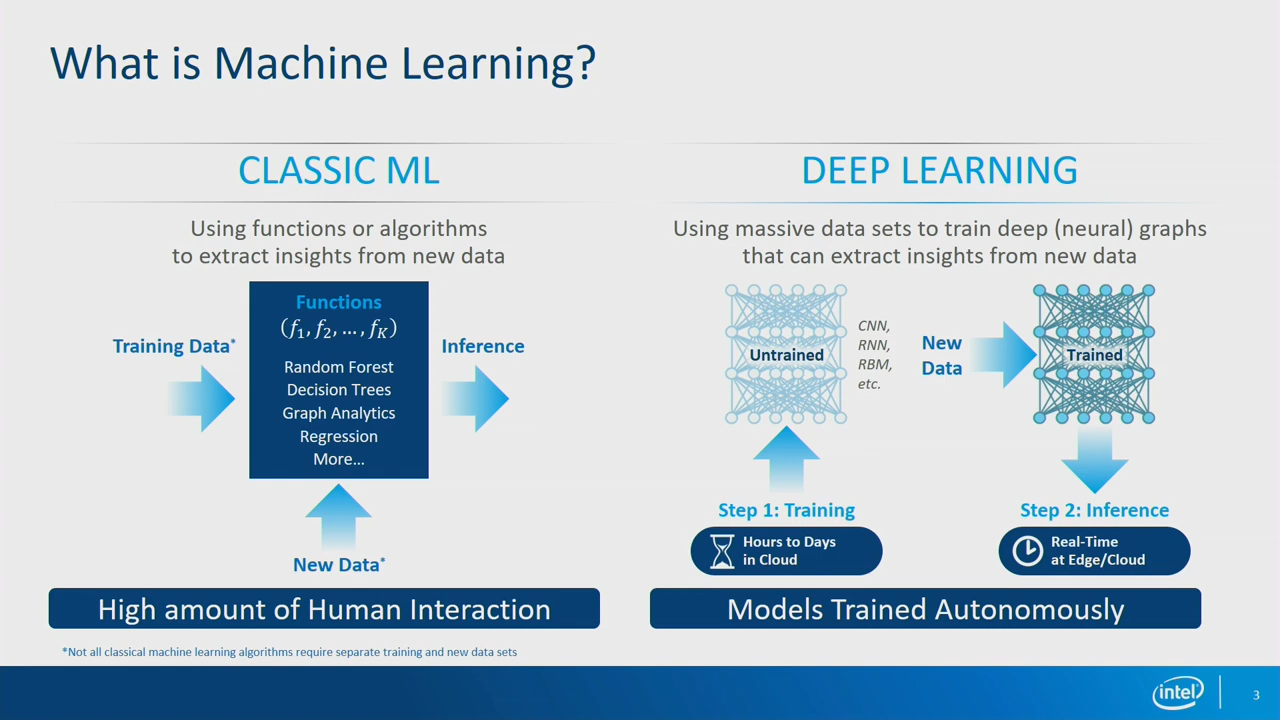 What is Machine Learning?
CLASSIC ML
Using functions or algorithms
to extract insights from new data
Training Data*
Functions
(f₁, f₂, …, f_K)
Random Forest
Decision Trees
Graph Analytics
Regression
More…
Inference
New Data*
High amount of Human Interaction
*Not all classical machine learning algorithms require separate training and new data sets
DEEP LEARNING
Using massive data sets to train deep (neural) graphs
that can extract insights from new data
Untrained
CNN,
RNN,
RBM,
etc.
New
Data
Trained
Step 1: Training
Hours to Days
in Cloud
Step 2: Inference
Real-Time
at Edge/Cloud
Models Trained Autonomously
intel
3